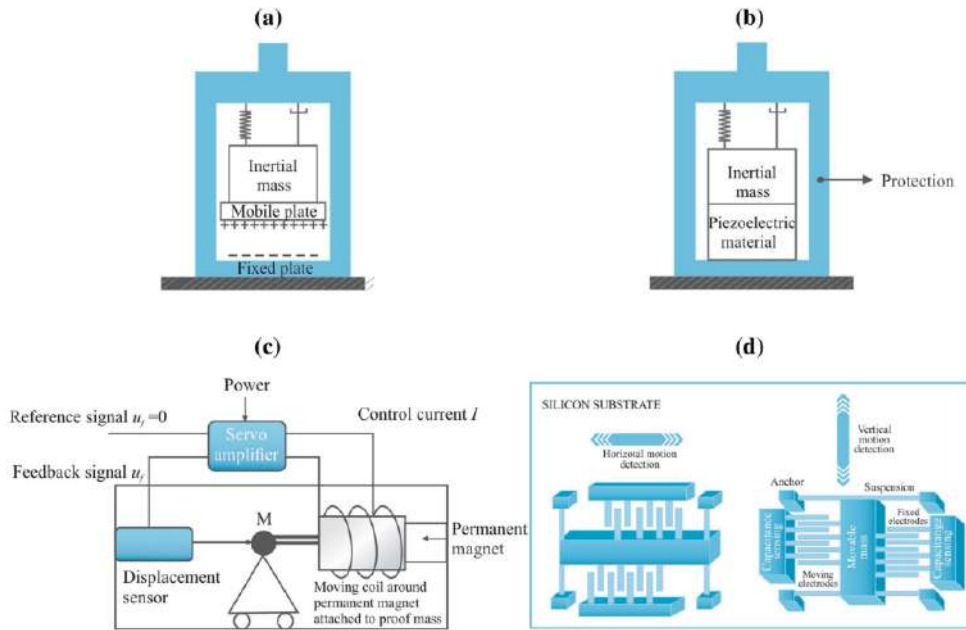 (a)
Inertial
mass
Mobile plate
Fixed plate
(b)
Inertial
mass
Piezoelectric
material
Protection
(c)
Power
Reference signal u_f =0
Servo
amplifier
Control current I
Feedback signal u_f
M
Permanent
magnet
Displacement
sensor
Moving coil around
permanent magnet
attached to proof mass
(d)
SILICON SUBSTRATE
Horizotal motion
detection
Vertical
motion
detection
Anchor
Suspension
Fixed
electrodes
Capacitance
sensing
Movable
mass
Capacitange
sensing
Moving
electrodes